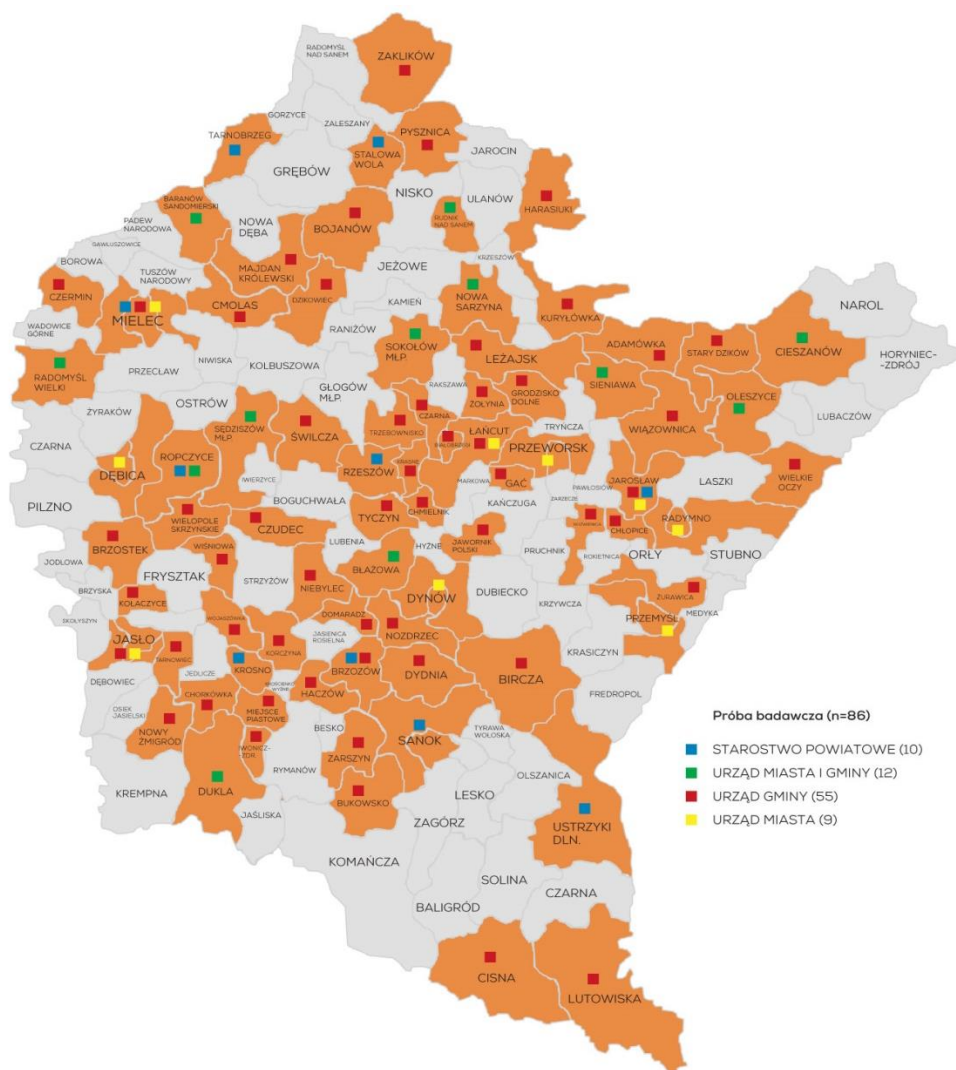 RADOMYŚL
NAD SANEM
ZAKLIKÓW
GORZYCE
ZALESZANY
TARNOBRZEG
STALOWA
WOLA
PYSZNICA
JAROCIN
GRĘBÓW
NISKO
ULANÓW
HARASIUKI
BARANÓW
SANDOMIERSKI
RUDNIK
NAD SANEM
PADEW
NARODOWA
NOWA
DĘBA
BOJANÓW
GAWŁUSZOWICE
KRZESZÓW
BOROWA
TUSZÓW
NARODOWY
MAJDAN
KRÓLEWSKI
JEŻOWE
CZERMIN
CMOLAS
DZIKOWIEC
KAMIEŃ
NOWA
SARZYNA
NAROL
MIELEC
KURYŁÓWKA
WADOWICE
GÓRNE
RANIŻÓW
ADAMÓWKA
STARY DZIKÓW
CIESZANÓW
NIWISKA
SOKOŁÓW
MŁP.
LEŻAJSK
HORYNIEC-
ZDRÓJ
RADOMYŚL
WIELKI
PRZECŁAW
KOLBUSZOWA
GŁOGÓW
MŁP.
RAKSZAWA
GRODZISKO
DOLNE
SIENIAWA
OLESZYCE
OSTRÓW
ŻOŁYNIA
ŻYRAKÓW
CZARNA
LUBACZÓW
SĘDZISZÓW
MŁP.
ŚWILCZA
TRZEBOWNISKO
BIAŁOBRZEGI
ŁAŃCUT
TRYŃCZA
WIĄZOWNICA
CZARNA
PRZEWORSK
ROPCZYCE
RZESZÓW
KRASNE
DĘBICA
IWIERZYCE
MARKOWA
GAĆ
PAWŁOSIÓW
JAROSŁAW
LASZKI
WIELKIE
OCZY
PILZNO
BOGUCHWAŁA
KAŃCZUGA
ZARZECZE
WIELOPOLE
SKRZYŃSKIE
CZUDEC
TYCZYN
CHMIELNIK
CHŁOPICE
RADYMNO
BRZOSTEK
LUBENIA
HYŻNE
JAWORNIK
POLSKI
PRUCHNIK
ROKIETNICA
ORŁY
STUBNO
JODŁOWA
WIŚNIOWA
BŁAŻOWA
FRYSZTAK
STRZYŻÓW
NIEBYLEC
DYNÓW
DUBIECKO
BRZYSKA
KOŁACZYCE
KRZYWCZA
ŻURAWICA
MEDYKA
SKOŁYSZYN
WOJASZÓWKA
DOMARADZ
NOZDRZEC
PRZEMYŚL
JASŁO
TARNOWIEC
KORCZYNA
JASIENICA
ROSIELNA
KRASICZYN
DĘBOWIEC
JEDLICZE
KROSNO
BRZOZÓW
DYDNIA
BIRCZA
OSIEK
JASIELSKI
CHORKÓWKA
HACZÓW
FREDROPOL
NOWY
ŻMIGRÓD
MIEJSCE
PIASTOWE
BESKO
SANOK
TYRAWA
WOŁOSKA
IWONICZ-
ZDR.
ZARSZYN
KREMPNA
DUKLA
RYMANÓW
BUKOWSKO
LESKO
OLSZANICA
JAŚLISKA
ZAGÓRZ
USTRZYKI
DLN.
KOMAŃCZA
SOLINA
CZARNA
BALIGRÓD
CISNA
LUTOWISKA
Próba badawcza (n=86)
STAROSTWO POWIATOWE (10)
URZĄD MIASTA I GMINY (12)
URZĄD GMINY (55)
URZĄD MIASTA (9)